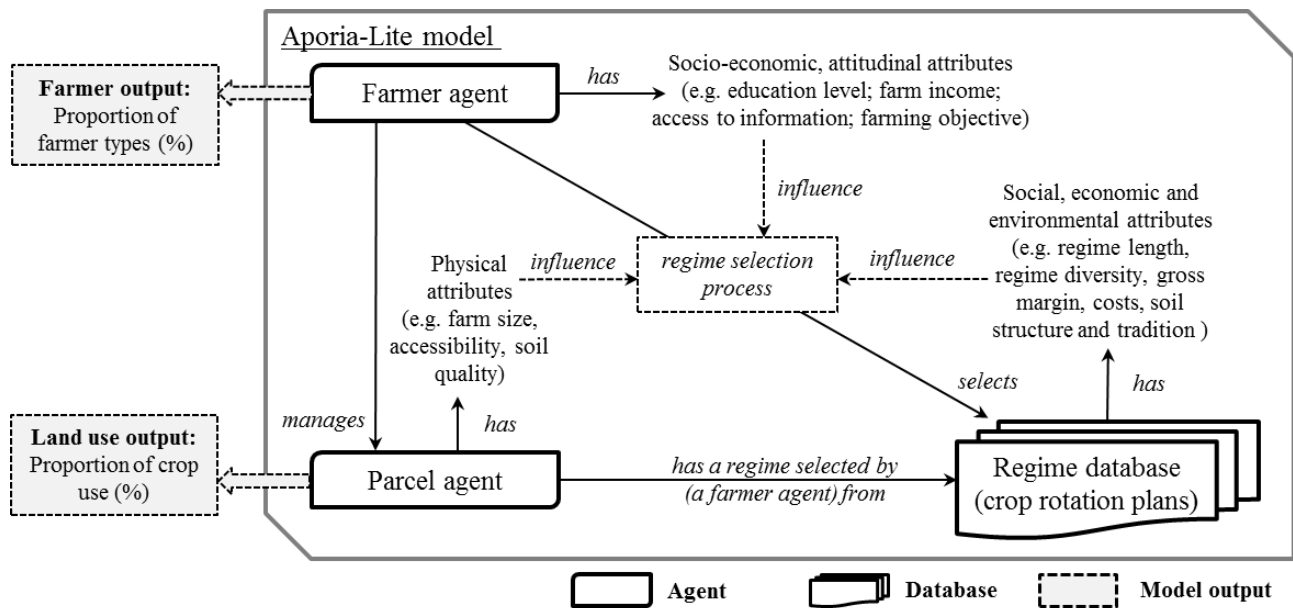 Aporia-Lite model
Farmer output:
Proportion of
farmer types (%)
Farmer agent
has
Socio-economic, attitudinal attributes
(e.g. education level; farm income;
access to information; farming objective)
influence
Social, economic and
environmental attributes
(e.g. regime length,
regime diversity, gross
margin, costs, soil
structure and tradition )
influence
regime selection
process
influence
Physical
attributes
(e.g. farm size,
accessibility, soil
quality)
selects
has
manages
has
Land use output:
Proportion of crop
use (%)
Parcel agent
has a regime selected by
(a farmer agent) from
Regime database
(crop rotation plans)
Agent
Database
Model output